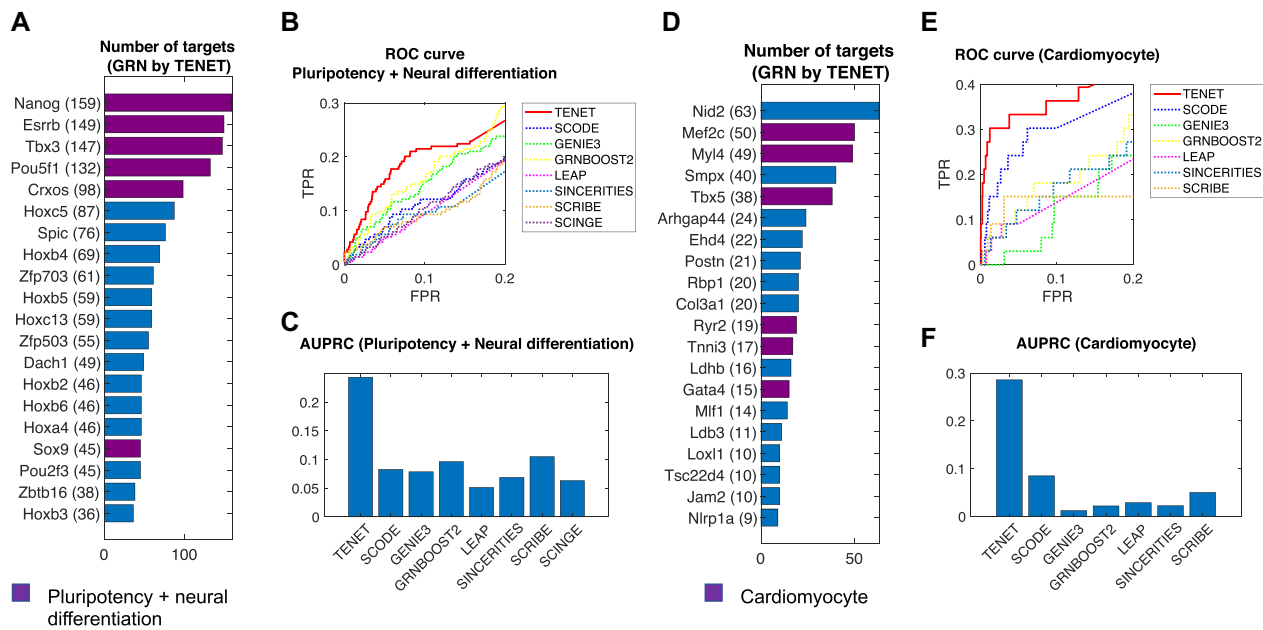 A
Number of targets
(GRN by TENET)
Nanog (159)
Esrrb (149)
Tbx3 (147)
Pou5f1 (132)
Crxos (98)
Hoxc5 (87)
Spic (76)
Hoxb4 (69)
Zfp703 (61)
Hoxb5 (59)
Hoxc13 (59)
Zfp503 (55)
Dach1 (49)
Hoxb2 (46)
Hoxb6 (46)
Hoxa4 (46)
Sox9 (45)
Pou2f3 (45)
Zbtb16 (38)
Hoxb3 (36)
0 100
Pluripotency + neural
differentiation
B
ROC curve
Pluripotency + Neural differentiation
0.3
0.2
0.1
0
TPR
0 0.1 0.2
FPR
TENET
SCODE
GENIE3
GRNBOOST2
LEAP
SINCERITIES
SCRIBE
SCINGE
C
AUPRC (Pluripotency + Neural differentiation)
0.2
0.15
0.1
0.05
0
TENET
SCODE
GENIE3
GRNBOOST2
LEAP
SINCERITIES
SCRIBE
SCINGE
D
Number of targets
(GRN by TENET)
Nid2 (63)
Mef2c (50)
Myl4 (49)
Smpx (40)
Tbx5 (38)
Arhgap44 (24)
Ehd4 (22)
Postn (21)
Rbp1 (20)
Col3a1 (20)
Ryr2 (19)
Tnni3 (17)
Ldhb (16)
Gata4 (15)
Mlf1 (14)
Ldb3 (11)
Loxl1 (10)
Tsc22d4 (10)
Jam2 (10)
Nlrp1a (9)
0 50
Cardiomyocyte
E
ROC curve (Cardiomyocyte)
0.4
0.3
0.2
0.1
0
TPR
0 0.1 0.2
FPR
TENET
SCODE
GENIE3
GRNBOOST2
LEAP
SINCERITIES
SCRIBE
F
AUPRC (Cardiomyocyte)
0.3
0.2
0.1
0
TENET
SCODE
GENIE3
GRNBOOST2
LEAP
SINCERITIES
SCRIBE